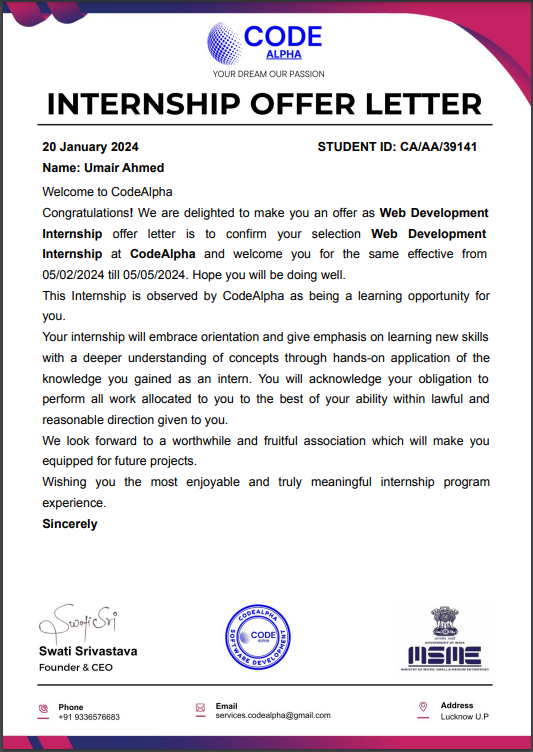 CODE
ALPHA
YOUR DREAM OUR PASSION
INTERNSHIP OFFER LETTER
20 January 2024 STUDENT ID: CA/AA/39141
Name: Umair Ahmed
Welcome to CodeAlpha
Congratulations! We are delighted to make you an offer as Web Development
Internship offer letter is to confirm your selection Web Development
Internship at CodeAlpha and welcome you for the same effective from
05/02/2024 till 05/05/2024. Hope you will be doing well.
This Internship is observed by CodeAlpha as being a learning opportunity for
you.
Your internship will embrace orientation and give emphasis on learning new skills
with a deeper understanding of concepts through hands-on application of the
knowledge you gained as an intern. You will acknowledge your obligation to
perform all work allocated to you to the best of your ability within lawful and
reasonable direction given to you.
We look forward to a worthwhile and fruitful association which will make you
equipped for future projects.
Wishing you the most enjoyable and truly meaningful internship program
experience.
Sincerely
Swati Sri
Swati Srivastava
Founder & CEO
CODEALPHA
CODE
ALPHA
SOFTWARE DEVELOPMENT
GOVERNMENT OF INDIA
MSME
MINISTRY OF MICRO, SMALL & MEDIUM ENTERPRISES
Phone
+91 9336576683
Email
services.codealpha@gmail.com
Address
Lucknow U.P